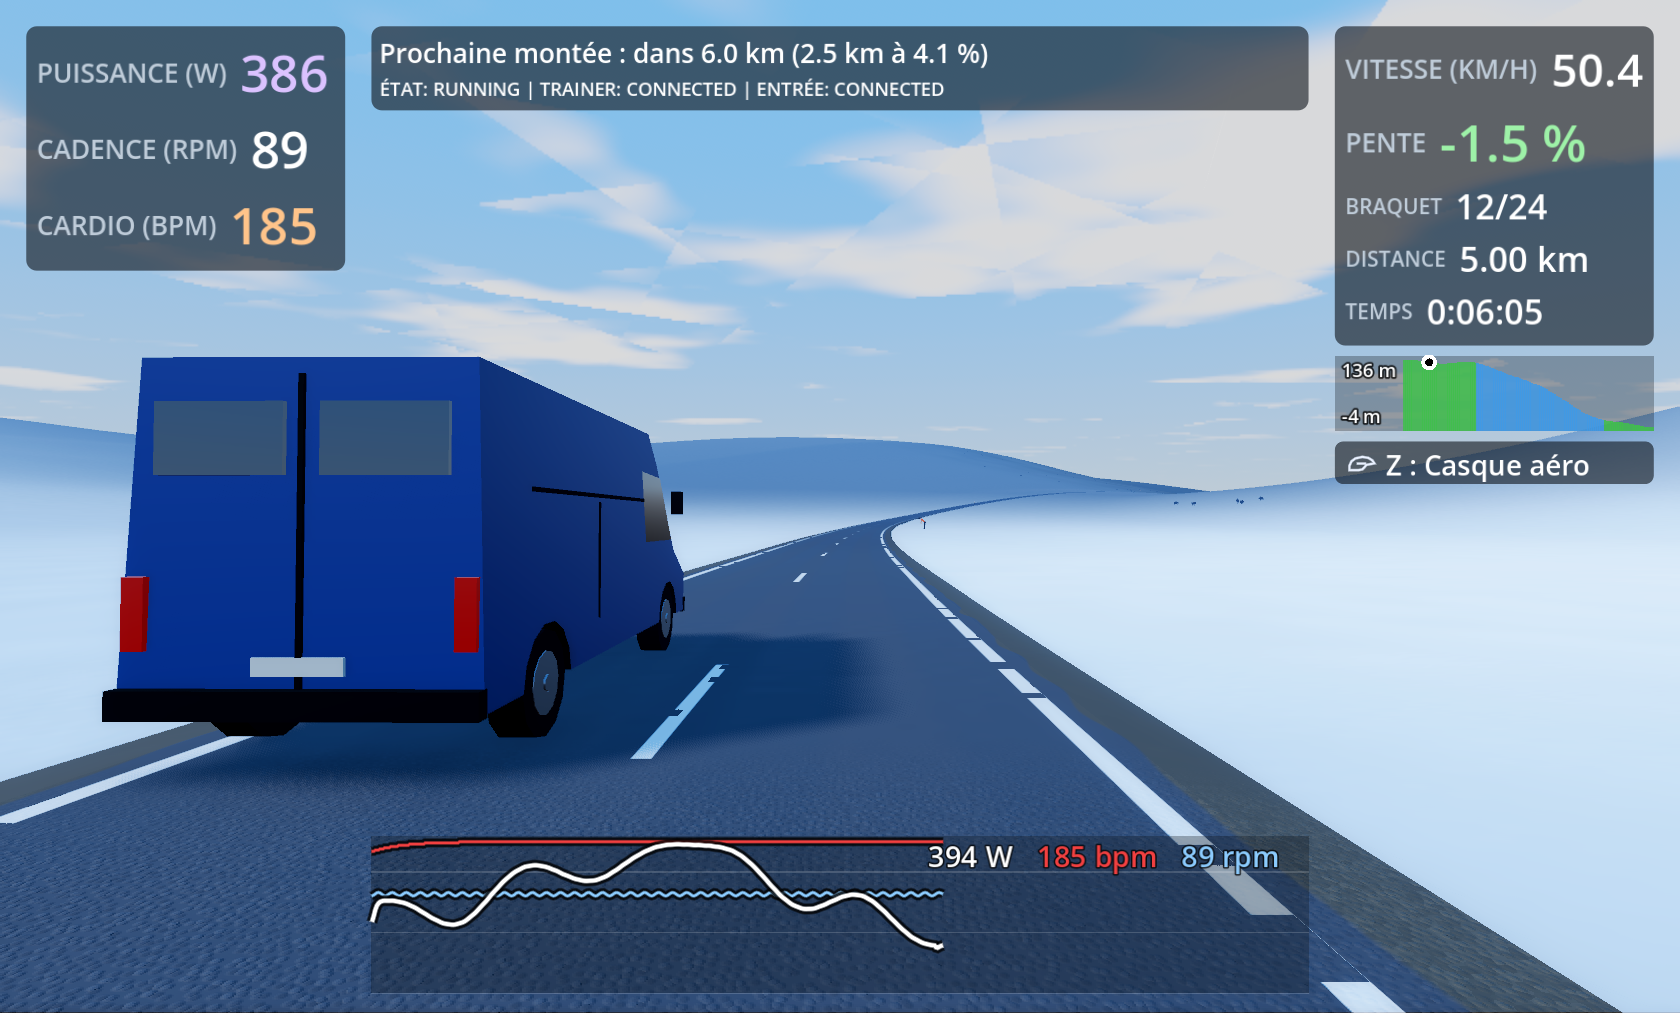 PUISSANCE (W) 386
CADENCE (RPM) 89
CARDIO (BPM) 185
Prochaine montée : dans 6.0 km (2.5 km à 4.1 %)
ÉTAT: RUNNING | TRAINER: CONNECTED | ENTRÉE: CONNECTED
VITESSE (KM/H) 50.4
PENTE -1.5 %
BRAQUET 12/24
DISTANCE 5.00 km
TEMPS 0:06:05
136 m
-4 m
Z : Casque aéro
394 W 185 bpm 89 rpm